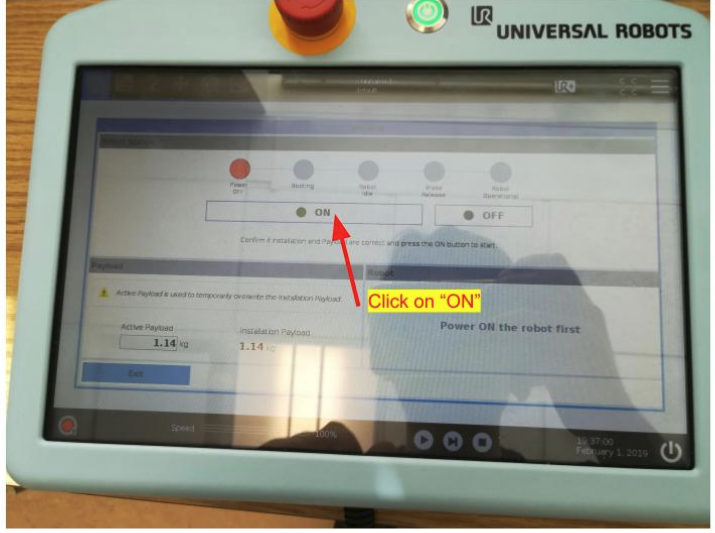 UNIVERSAL ROBOTS
Power
Off
Booting
Robot
Idle
Brake
Release
Robot
Operational
ON
OFF
Confirm if installation and Payload are correct and press the ON button to start.
Payload
Robot
Active Payload is used to temporarily overwrite the Installation Payload.
Click on “ON”
Power ON the robot first
Active Payload
Installation Payload
1.14 kg
1.14 kg
Exit
Speed
100%
19:37:00
February 1, 2019